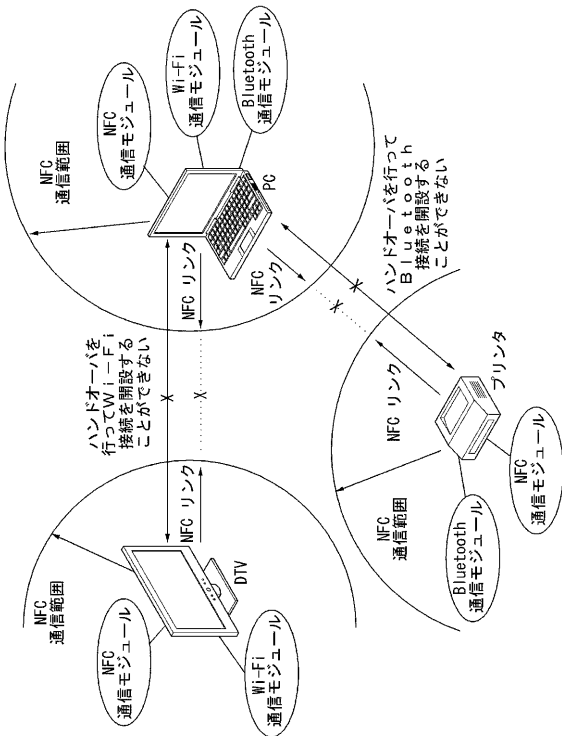 NFC
通信範囲
NFC
通信モジュール
Wi-Fi
通信モジュール
DTV
NFC リンク
ハンドオーバを
行ってWi-Fi
接続を開設する
ことができない
NFC リンク
NFC
通信範囲
NFC
通信モジュール
Wi-Fi
通信モジュール
Bluetooth
通信モジュール
PC
NFC
リンク
ハンドオーバを行って
Bluetooth
接続を開設する
ことができない
NFC リンク
NFC
通信範囲
プリンタ
Bluetooth
通信モジュール
NFC
通信モジュール